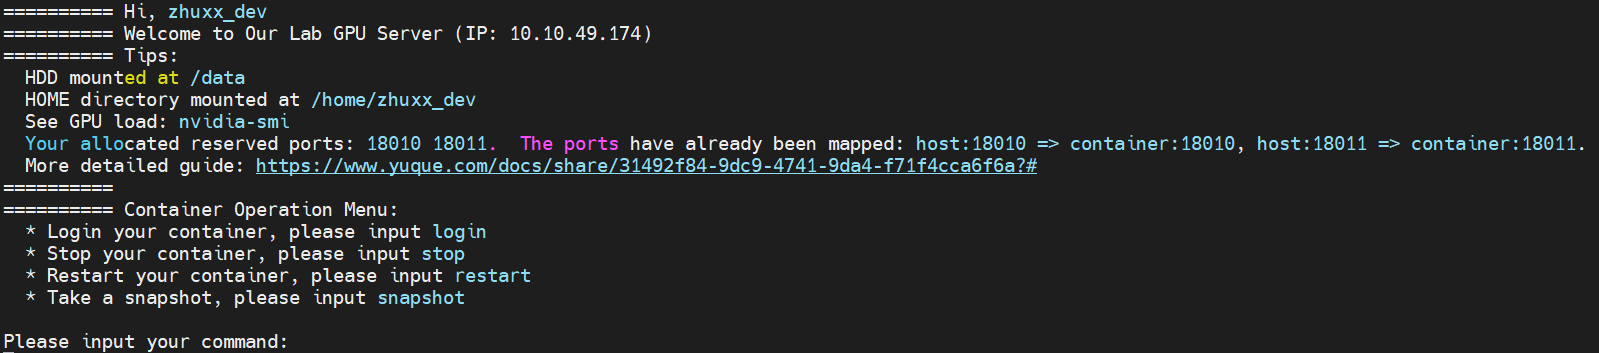 ========== Hi, zhuxx_dev
========== Welcome to Our Lab GPU Server (IP: 10.10.49.174)
========== Tips:
  HDD mounted at /data
  HOME directory mounted at /home/zhuxx_dev
  See GPU load: nvidia-smi
  Your allocated reserved ports: 18010 18011.  The ports have already been mapped: host:18010 => container:18010, host:18011 => container:18011.
  More detailed guide: https://www.yuque.com/docs/share/31492f84-9dc9-4741-9da4-f71f4cca6f6a?#
==========
========== Container Operation Menu:
  * Login your container, please input login
  * Stop your container, please input stop
  * Restart your container, please input restart
  * Take a snapshot, please input snapshot
Please input your command: